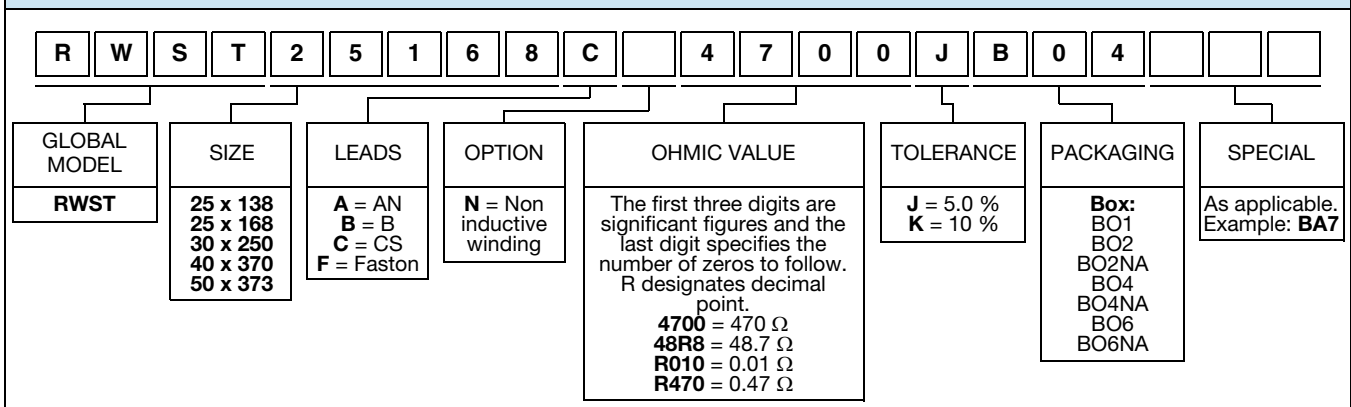 R W S T 2 5 1 6 8 C 4 7 0 0 J B 0 4
GLOBAL
MODEL
RWST
SIZE
25 x 138
25 x 168
30 x 250
40 x 370
50 x 373
LEADS
A = AN
B = B
C = CS
F = Faston
OPTION
N = Non
inductive
winding
OHMIC VALUE
The first three digits are
significant figures and the
last digit specifies the
number of zeros to follow.
R designates decimal
point.
4700 = 470 Ω
48R8 = 48.7 Ω
R010 = 0.01 Ω
R470 = 0.47 Ω
TOLERANCE
J = 5.0 %
K = 10 %
PACKAGING
Box:
BO1
BO2
BO2NA
BO4
BO4NA
BO6
BO6NA
SPECIAL
As applicable.
Example: BA7